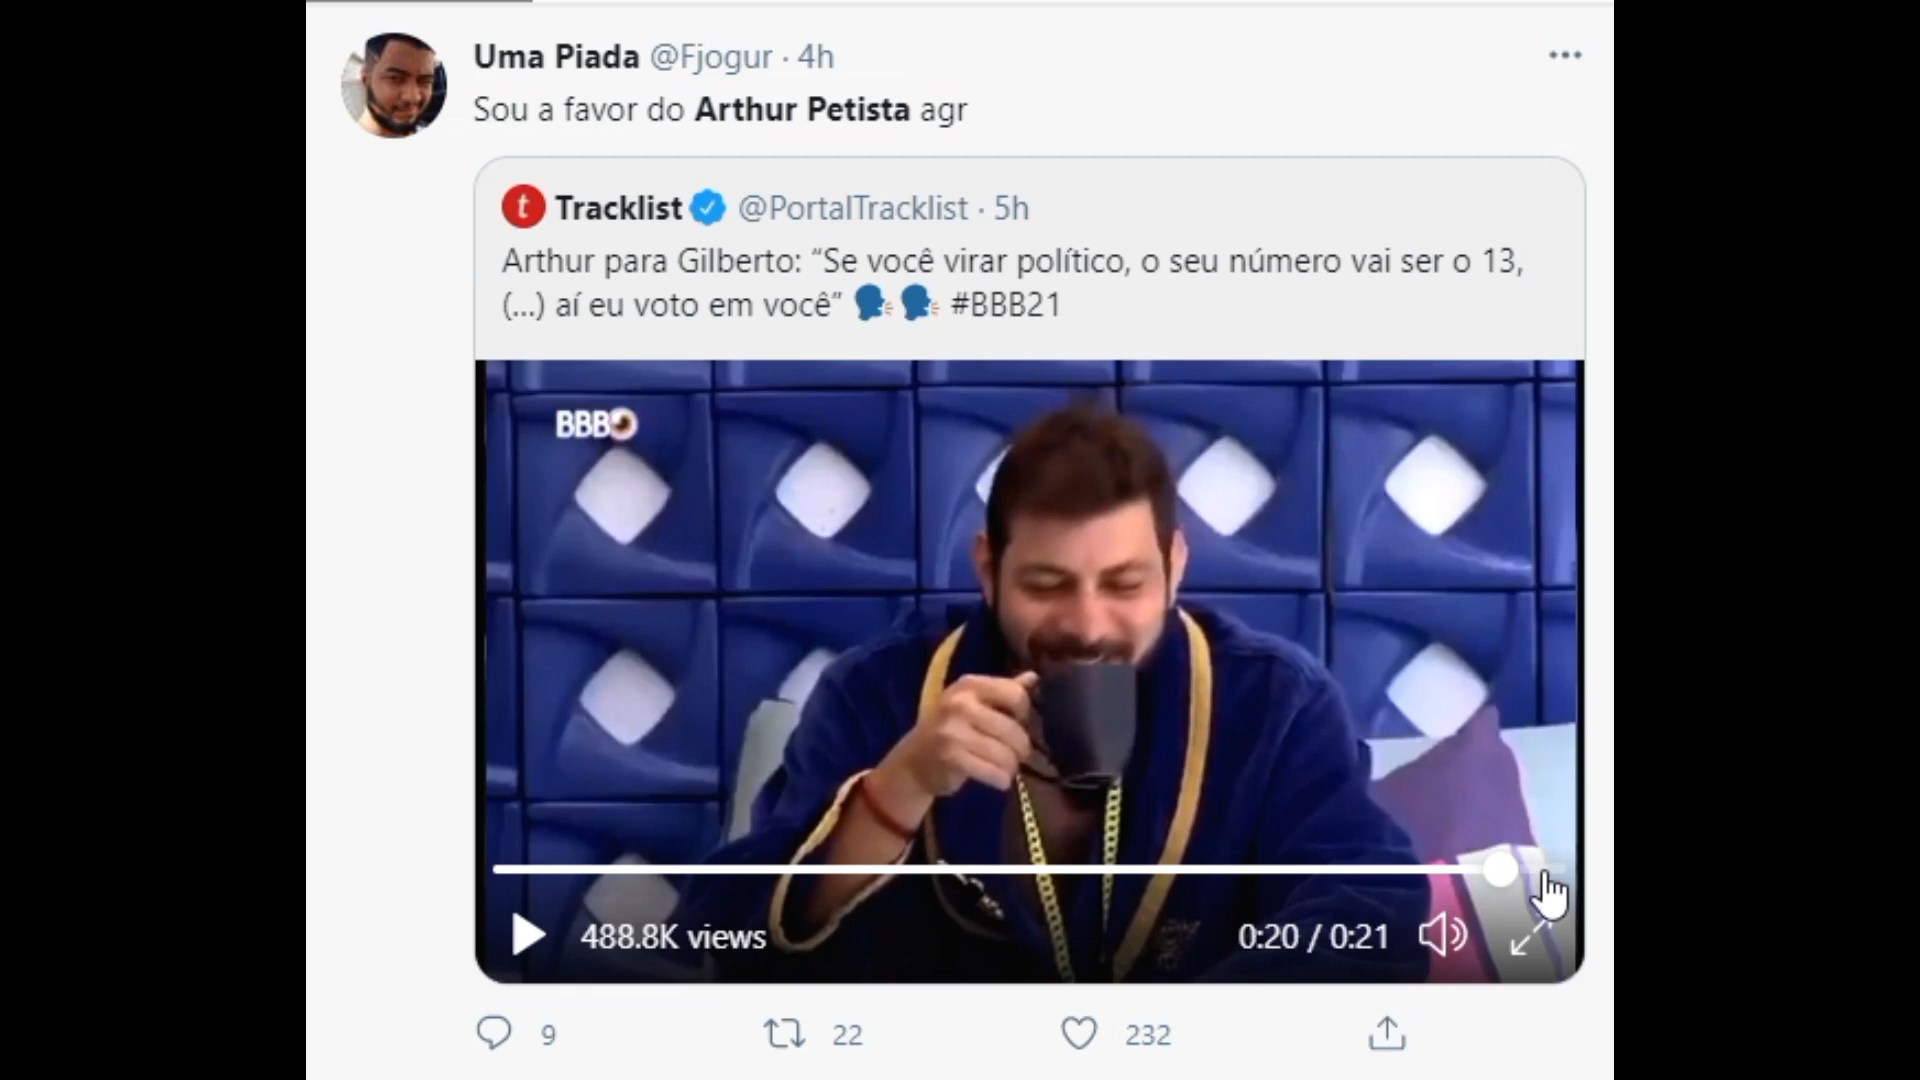 Uma Piada @Fjogur · 4h
Sou a favor do Arthur Petista agr
t Tracklist @PortalTracklist · 5h
Arthur para Gilberto: “Se você virar político, o seu número vai ser o 13,
(...) aí eu voto em você” 🗣🗣 #BBB21
BBB
488.8K views 0:20 / 0:21
9 22 232